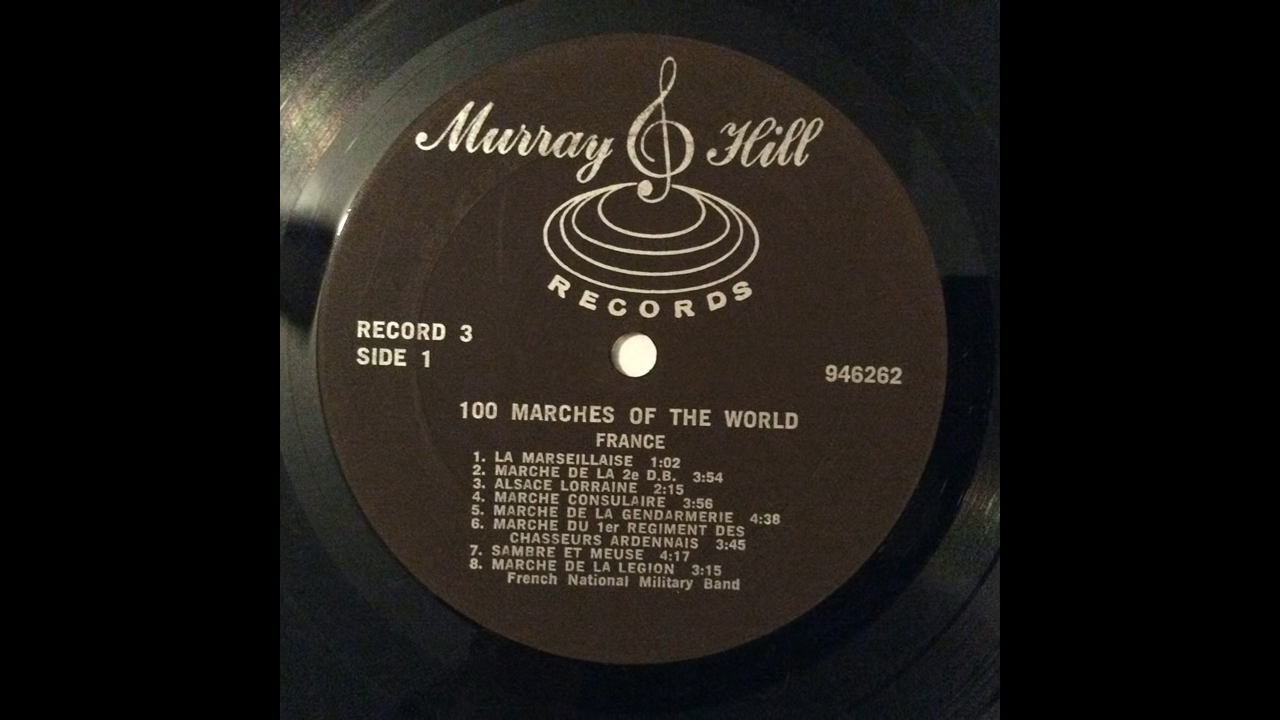 Murray Hill
RECORDS
RECORD 3
SIDE 1
946262
100 MARCHES OF THE WORLD
FRANCE
1. LA MARSEILLAISE 1:02
2. MARCHE DE LA 2e D.B. 3:54
3. ALSACE LORRAINE 2:15
4. MARCHE CONSULAIRE 3:56
5. MARCHE DE LA GENDARMERIE 4:38
6. MARCHE DU 1er REGIMENT DES
CHASSEURS ARDENNAIS 3:45
7. SAMBRE ET MEUSE 4:17
8. MARCHE DE LA LEGION 3:15
French National Military Band